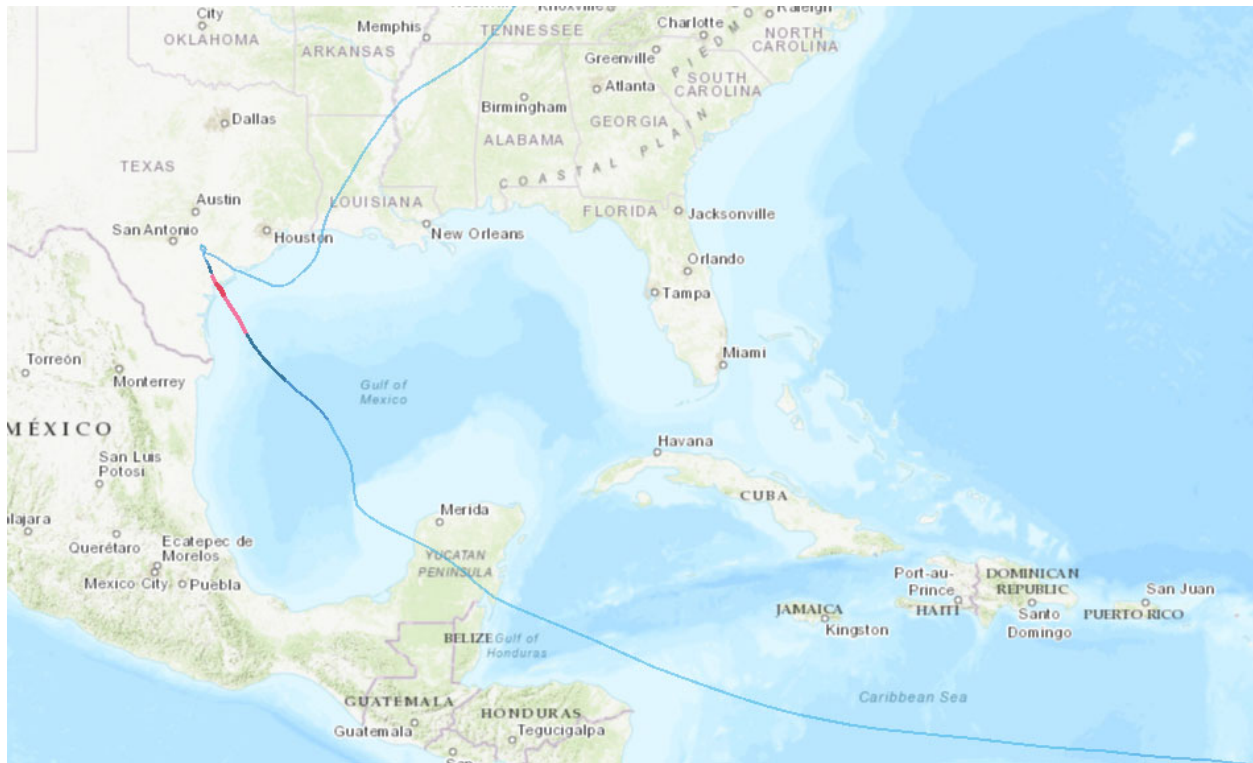 City
OKLAHOMA
Memphis
ARKANSAS
Knoxville
TENNESSEE
Charlotte
Raleigh
NORTH
CAROLINA
Greenville
PIEDM
Atlanta
SOUTH
CAROLINA
Birmingham
GEORGIA
Dallas
ALABAMA
COASTAL PLAIN
TEXAS
Austin
LOUISIANA
FLORIDA
Jacksonville
San Antonio
Houston
New Orleans
Orlando
Tampa
Miami
Torreón
Monterrey
Gulf of
Mexico
MÉXICO
Havana
San Luis
Potosi
CUBA
Merida
alajara
Querétaro
Ecatepec de
Morelos
YUCATAN
PENINSULA
Mexico City
Puebla
Port-au-
Prince
HAITI
DOMINICAN
REPUBLIC
Santo
Domingo
San Juan
PUERTO RICO
JAMAICA
Kingston
BELIZE
Gulf of
Honduras
Caribbean Sea
GUATEMALA
Guatemala
HONDURAS
Tegucigalpa
San